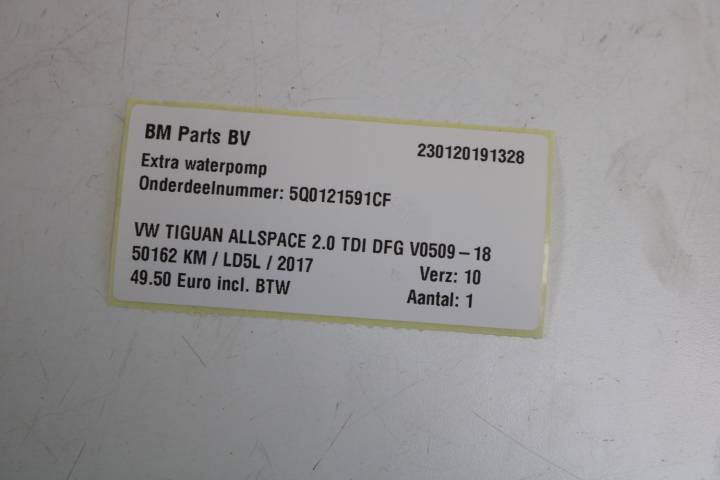 BM Parts BV 230120191328
Extra waterpomp
Onderdeelnummer: 5Q0121591CF
VW TIGUAN ALLSPACE 2.0 TDI DFG V0509-18
50162 KM / LD5L / 2017 Verz: 10
49.50 Euro incl. BTW Aantal: 1